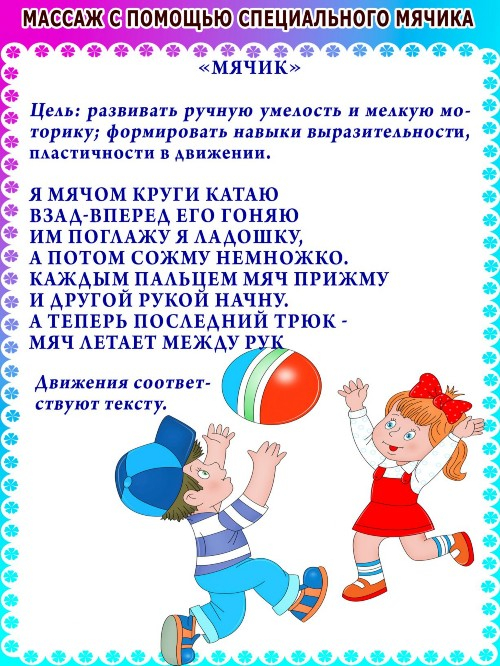 МАССАЖ С ПОМОЩЬЮ СПЕЦИАЛЬНОГО МЯЧИКА
«МЯЧИК»
Цель: развивать ручную умелость и мелкую мо-
торику; формировать навыки выразительности,
пластичности в движении.
Я МЯЧОМ КРУГИ КАТАЮ
ВЗАД-ВПЕРЕД ЕГО ГОНЯЮ
ИМ ПОГЛАЖУ Я ЛАДОШКУ,
А ПОТОМ СОЖМУ НЕМНОЖКО.
КАЖДЫМ ПАЛЬЦЕМ МЯЧ ПРИЖМУ
И ДРУГОЙ РУКОЙ НАЧНУ.
А ТЕПЕРЬ ПОСЛЕДНИЙ ТРЮК -
МЯЧ ЛЕТАЕТ МЕЖДУ РУК
Движения соответ-
ствуют тексту.